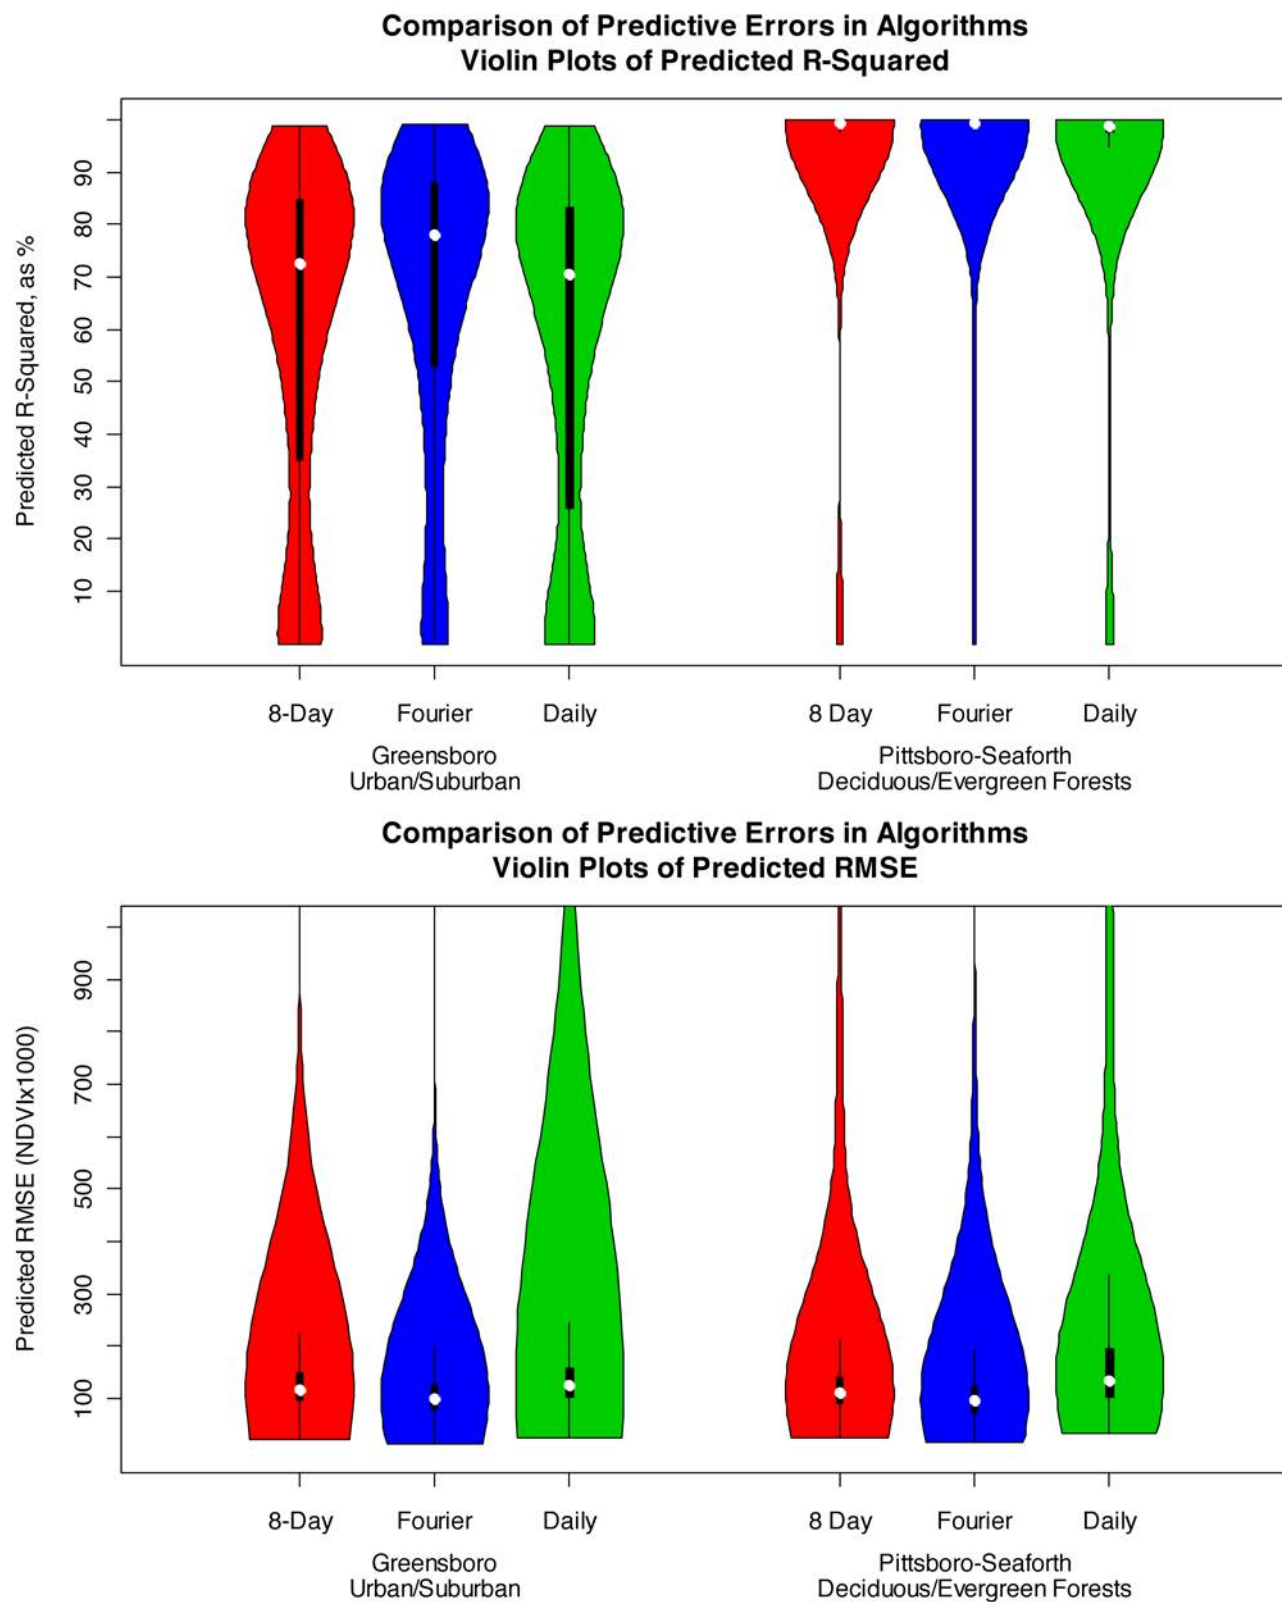 Comparison of Predictive Errors in Algorithms
Violin Plots of Predicted R-Squared
Predicted R-Squared, as %
90
80
70
60
50
40
30
20
10
8-Day Fourier Daily 8 Day Fourier Daily
Greensboro Pittsboro-Seaforth
Urban/Suburban Deciduous/Evergreen Forests
Comparison of Predictive Errors in Algorithms
Violin Plots of Predicted RMSE
Predicted RMSE (NDVIx1000)
900
700
500
300
100
8-Day Fourier Daily 8 Day Fourier Daily
Greensboro Pittsboro-Seaforth
Urban/Suburban Deciduous/Evergreen Forests